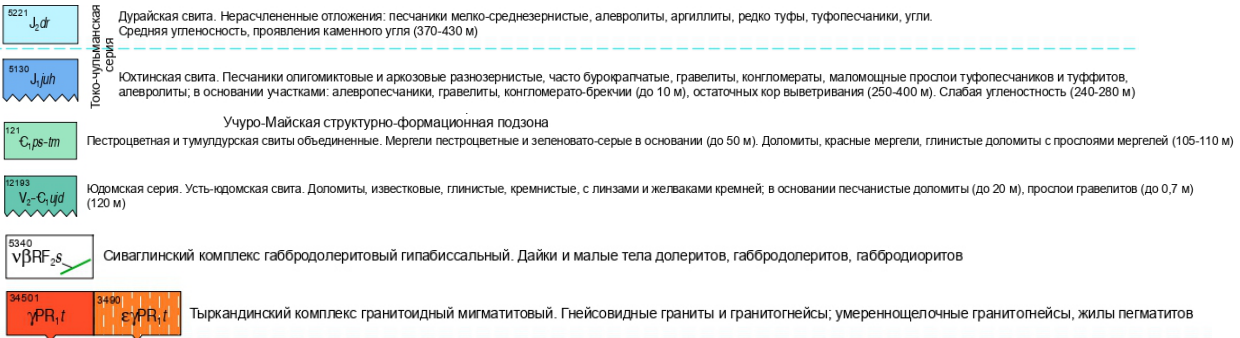 5221
J₂dr
Дурайская свита. Нерасчлененные отложения: песчаники мелко-среднезернистые, алевролиты, аргиллиты, редко туфы, туфопесчаники, угли.
Средняя угленосность, проявления каменного угля (370-430 м)
Токо-чульманская
серия
5130
J₁juh
Юхтинская свита. Песчаники олигомиктовые и аркозовые разнозернистые, часто бурокрапчатые, гравелиты, конгломераты, маломощные прослои туфопесчаников и туффитов,
алевролиты; в основании участками: алевропесчаники, гравелиты, конгломерато-брекчии (до 10 м), остаточных кор выветривания (250-400 м). Слабая угленостость (240-280 м)
Учуро-Майская структурно-формационная подзона
121
Є₁ps-tm
Пестроцветная и тумулдурская свиты объединенные. Мергели пестроцветные и зеленовато-серые в основании (до 50 м). Доломиты, красные мергели, глинистые доломиты с прослоями мергелей (105-110 м)
12193
V₂-Є₁ujd
Юдомская серия. Усть-юдомская свита. Доломиты, известковые, глинистые, кремнистые, с линзами и желваками кремней; в основании песчанистые доломиты (до 20 м), прослои гравелитов (до 0,7 м)
(120 м)
5340
νβRF₂s
Сиваглинский комплекс габбродолеритовый гипабиссальный. Дайки и малые тела долеритов, габбродолеритов, габбродиоритов
34501
γPR₁t
3490
εγPR₁t
Тыркандинский комплекс гранитоидный мигматитовый. Гнейсовидные граниты и гранитогнейсы; умереннощелочные гранитогнейсы, жилы пегматитов